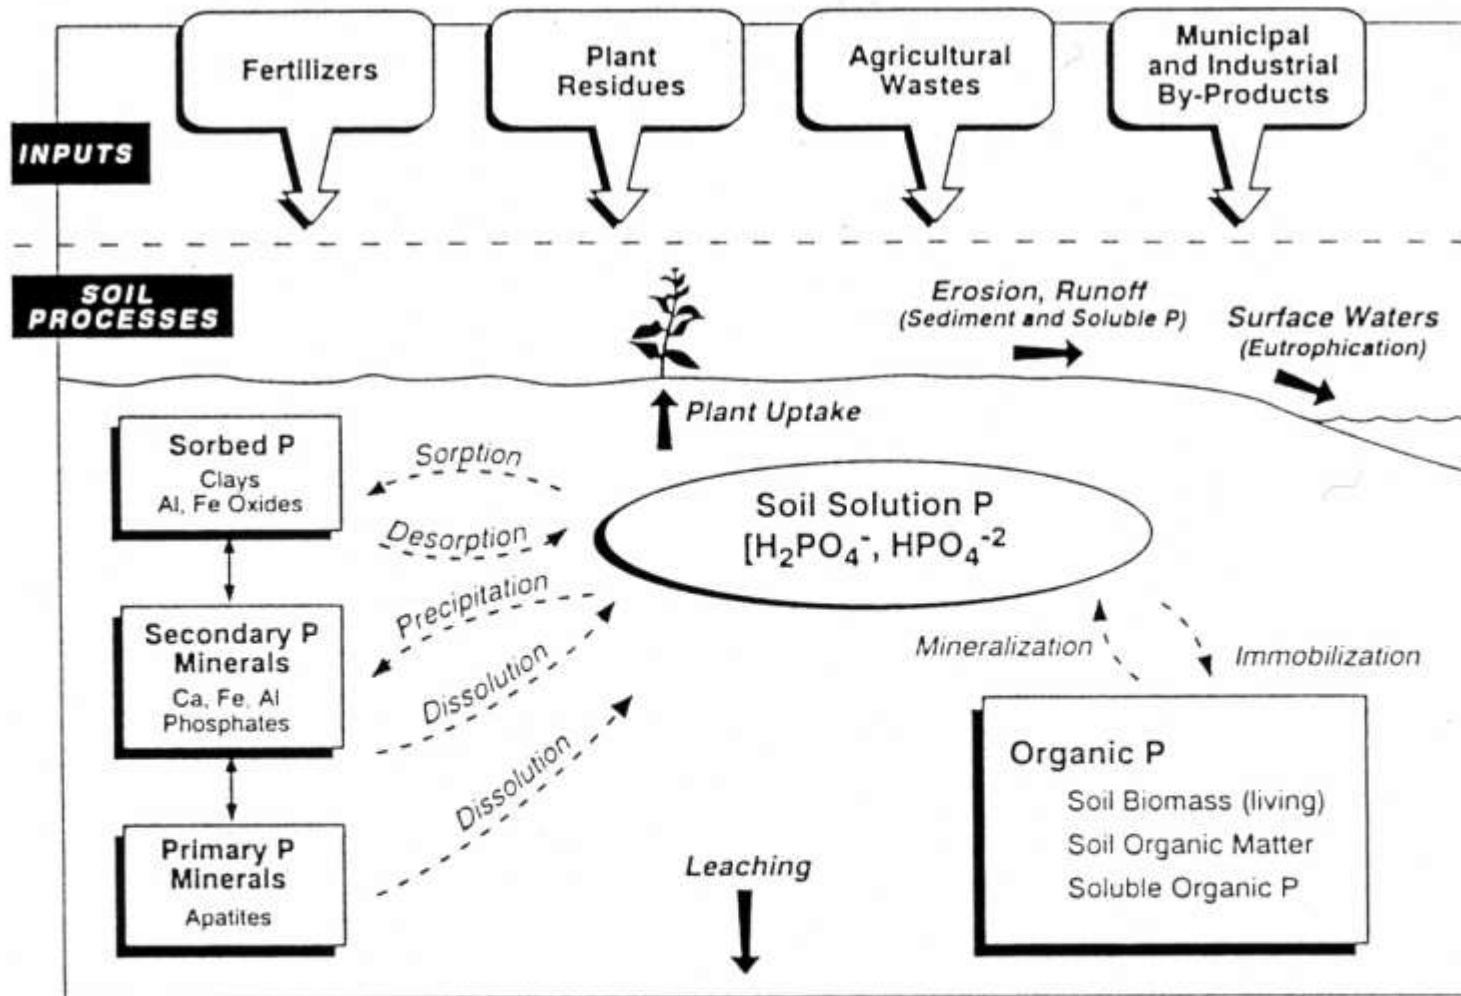 Fertilizers
Plant
Residues
Agricultural
Wastes
Municipal
and Industrial
By-Products
INPUTS
SOIL
PROCESSES
Erosion, Runoff
(Sediment and Soluble P)
Surface Waters
(Eutrophication)
Plant Uptake
Sorbed P
Clays
Al, Fe Oxides
Sorption
Desorption
Soil Solution P
[H₂PO₄⁻, HPO₄⁻²
Precipitation
Secondary P
Minerals
Ca, Fe, Al
Phosphates
Dissolution
Mineralization
Immobilization
Dissolution
Organic P
Soil Biomass (living)
Soil Organic Matter
Soluble Organic P
Primary P
Minerals
Apatites
Leaching